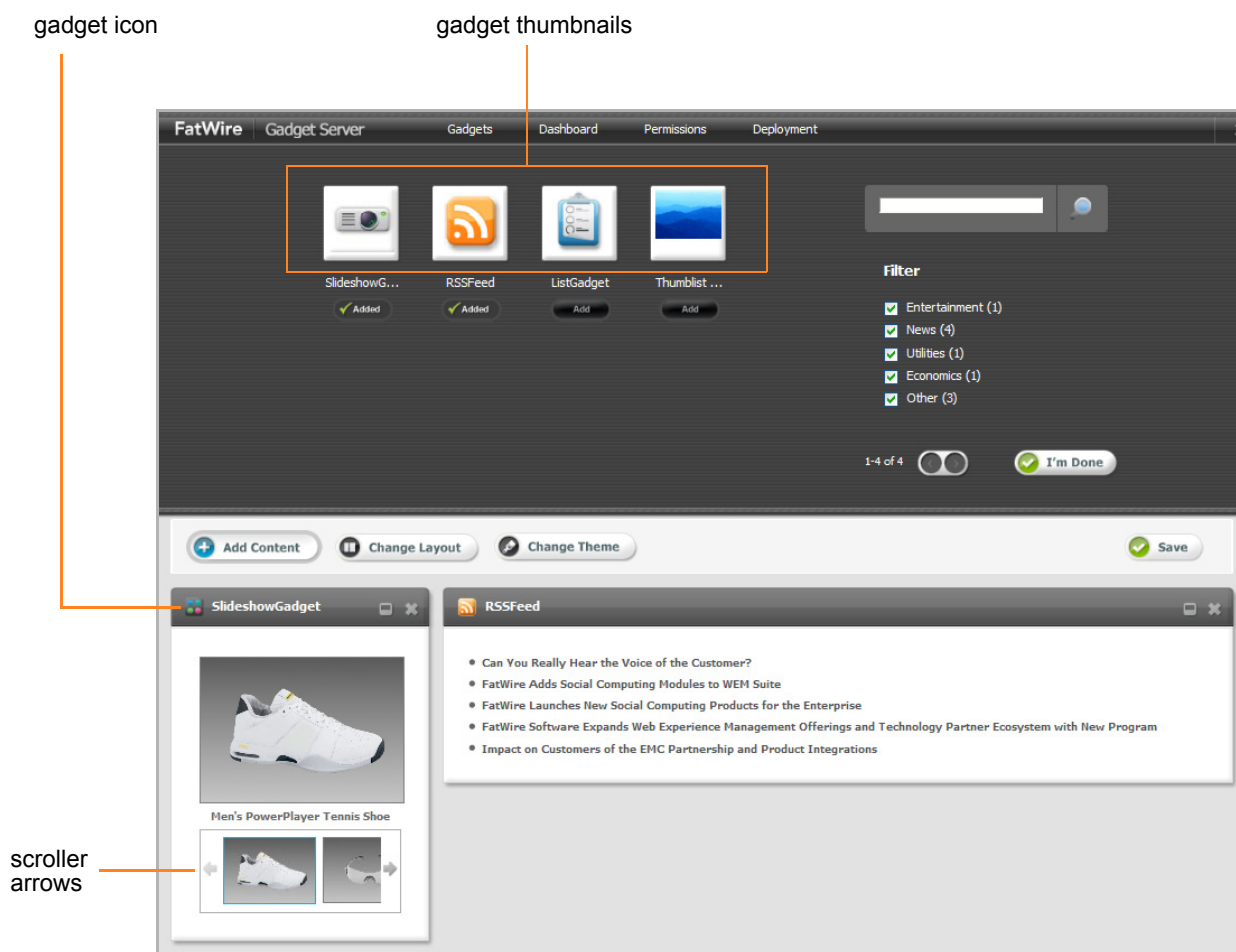 gadget icon
gadget thumbnails
FatWire Gadget Server Gadgets Dashboard Permissions Deployment
SlideshowG... RSSFeed ListGadget Thumblist ...
Added Added Add Add
Filter
Entertainment (1)
News (4)
Utilities (1)
Economics (1)
Other (3)
1-4 of 4 I'm Done
Add Content Change Layout Change Theme Save
SlideshowGadget RSSFeed
Can You Really Hear the Voice of the Customer?
FatWire Adds Social Computing Modules to WEM Suite
FatWire Launches New Social Computing Products for the Enterprise
FatWire Software Expands Web Experience Management Offerings and Technology Partner Ecosystem with New Program
Impact on Customers of the EMC Partnership and Product Integrations
Men's PowerPlayer Tennis Shoe
scroller
arrows